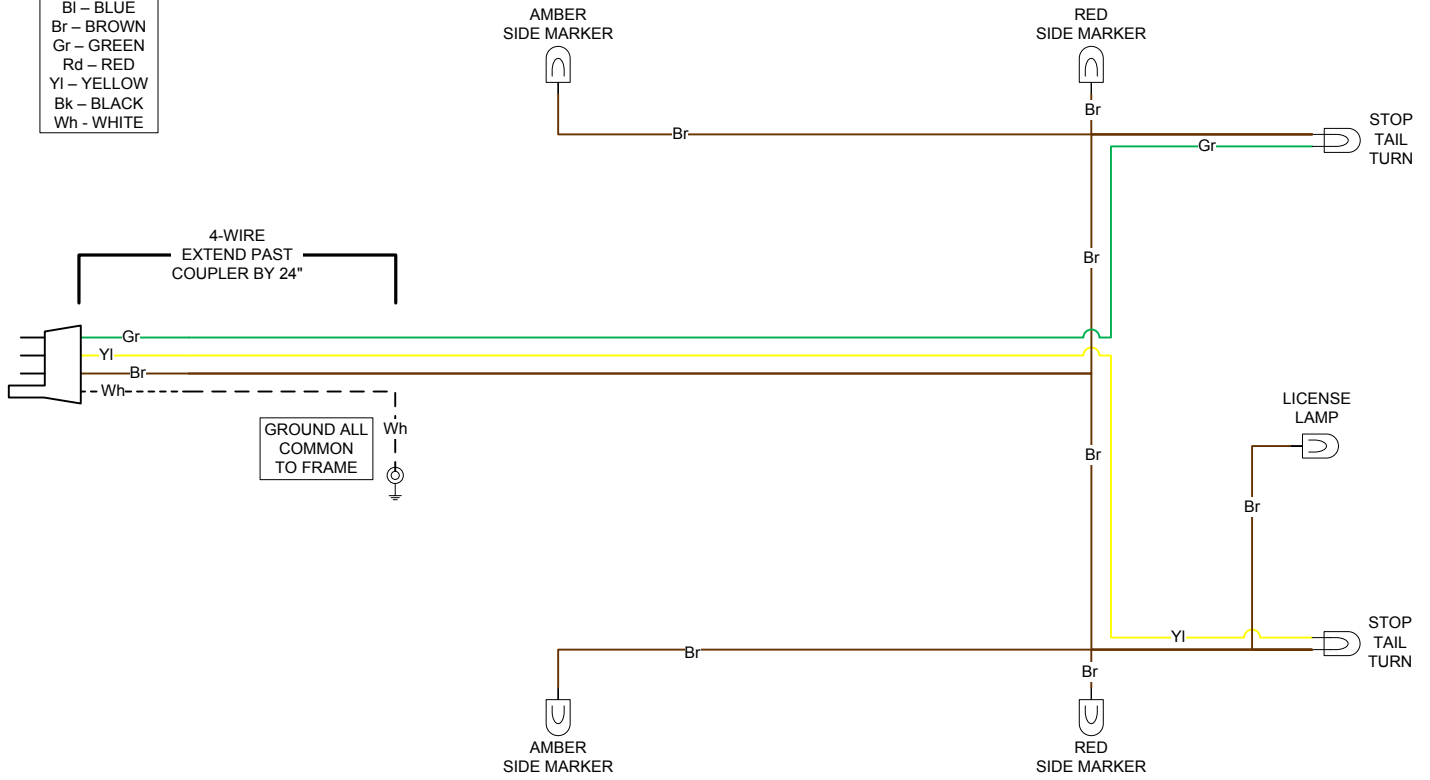 Bl – BLUE
Br – BROWN
Gr – GREEN
Rd – RED
Yl – YELLOW
Bk – BLACK
Wh - WHITE
AMBER
SIDE MARKER
RED
SIDE MARKER
Br
Br
STOP
TAIL
TURN
Gr
4-WIRE
EXTEND PAST
COUPLER BY 24"
Br
Gr
Yl
Br
Wh
GROUND ALL
COMMON
TO FRAME
Wh
Br
LICENSE
LAMP
Br
Yl
STOP
TAIL
TURN
Br
Br
AMBER
SIDE MARKER
RED
SIDE MARKER